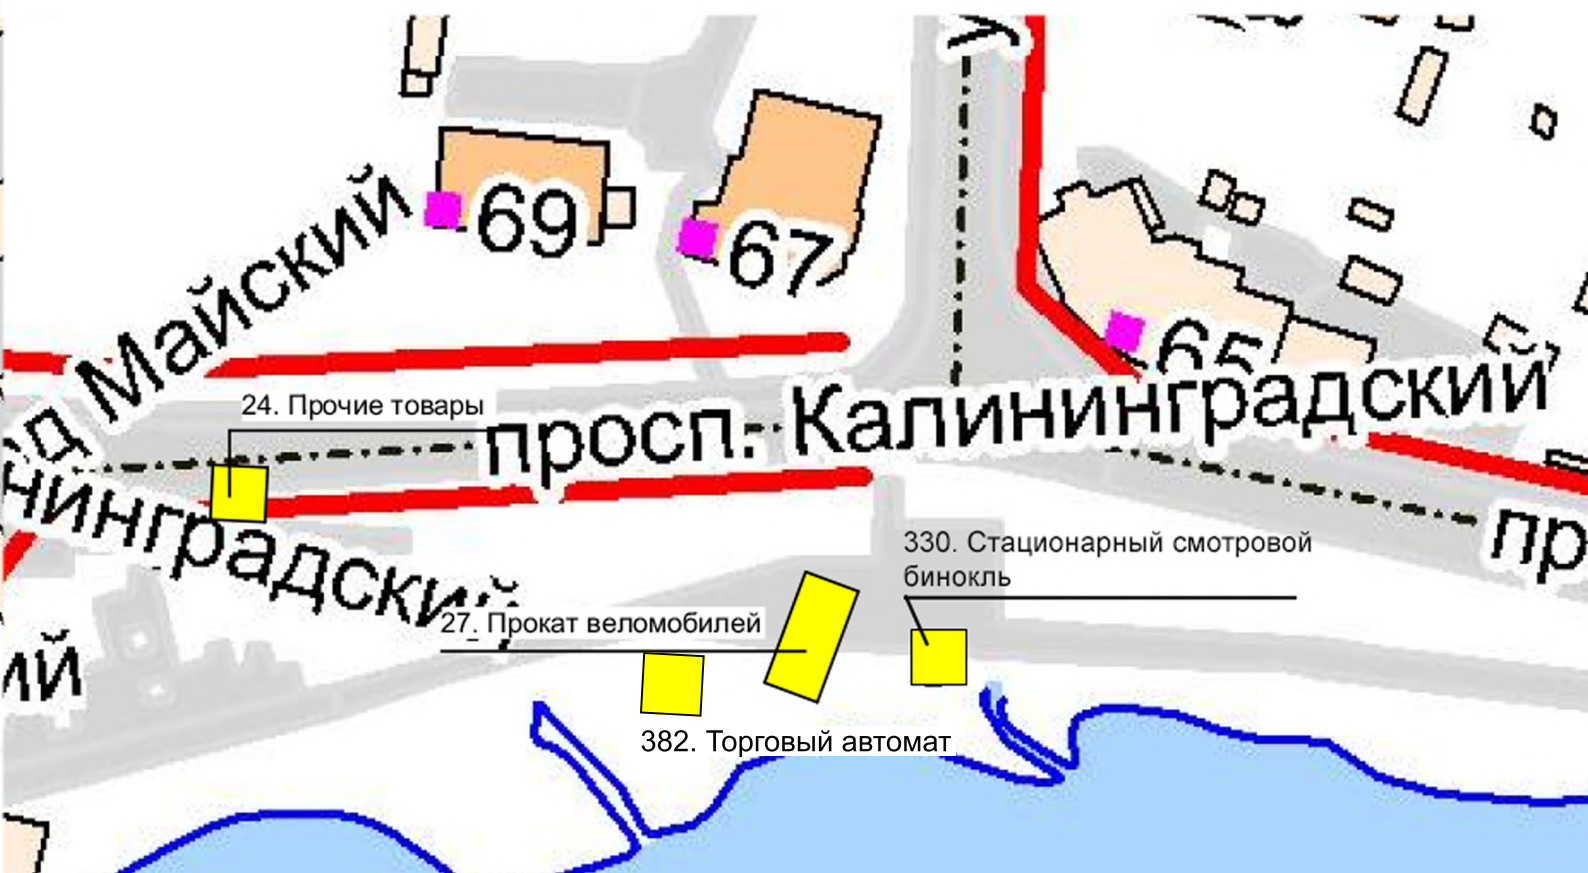 У
69
67
65
Майский
24. Прочие товары
просп. Калининградский
нинградский
330. Стационарный смотровой
бинокль
пр
27. Прокат веломобилей
ий
382. Торговый автомат